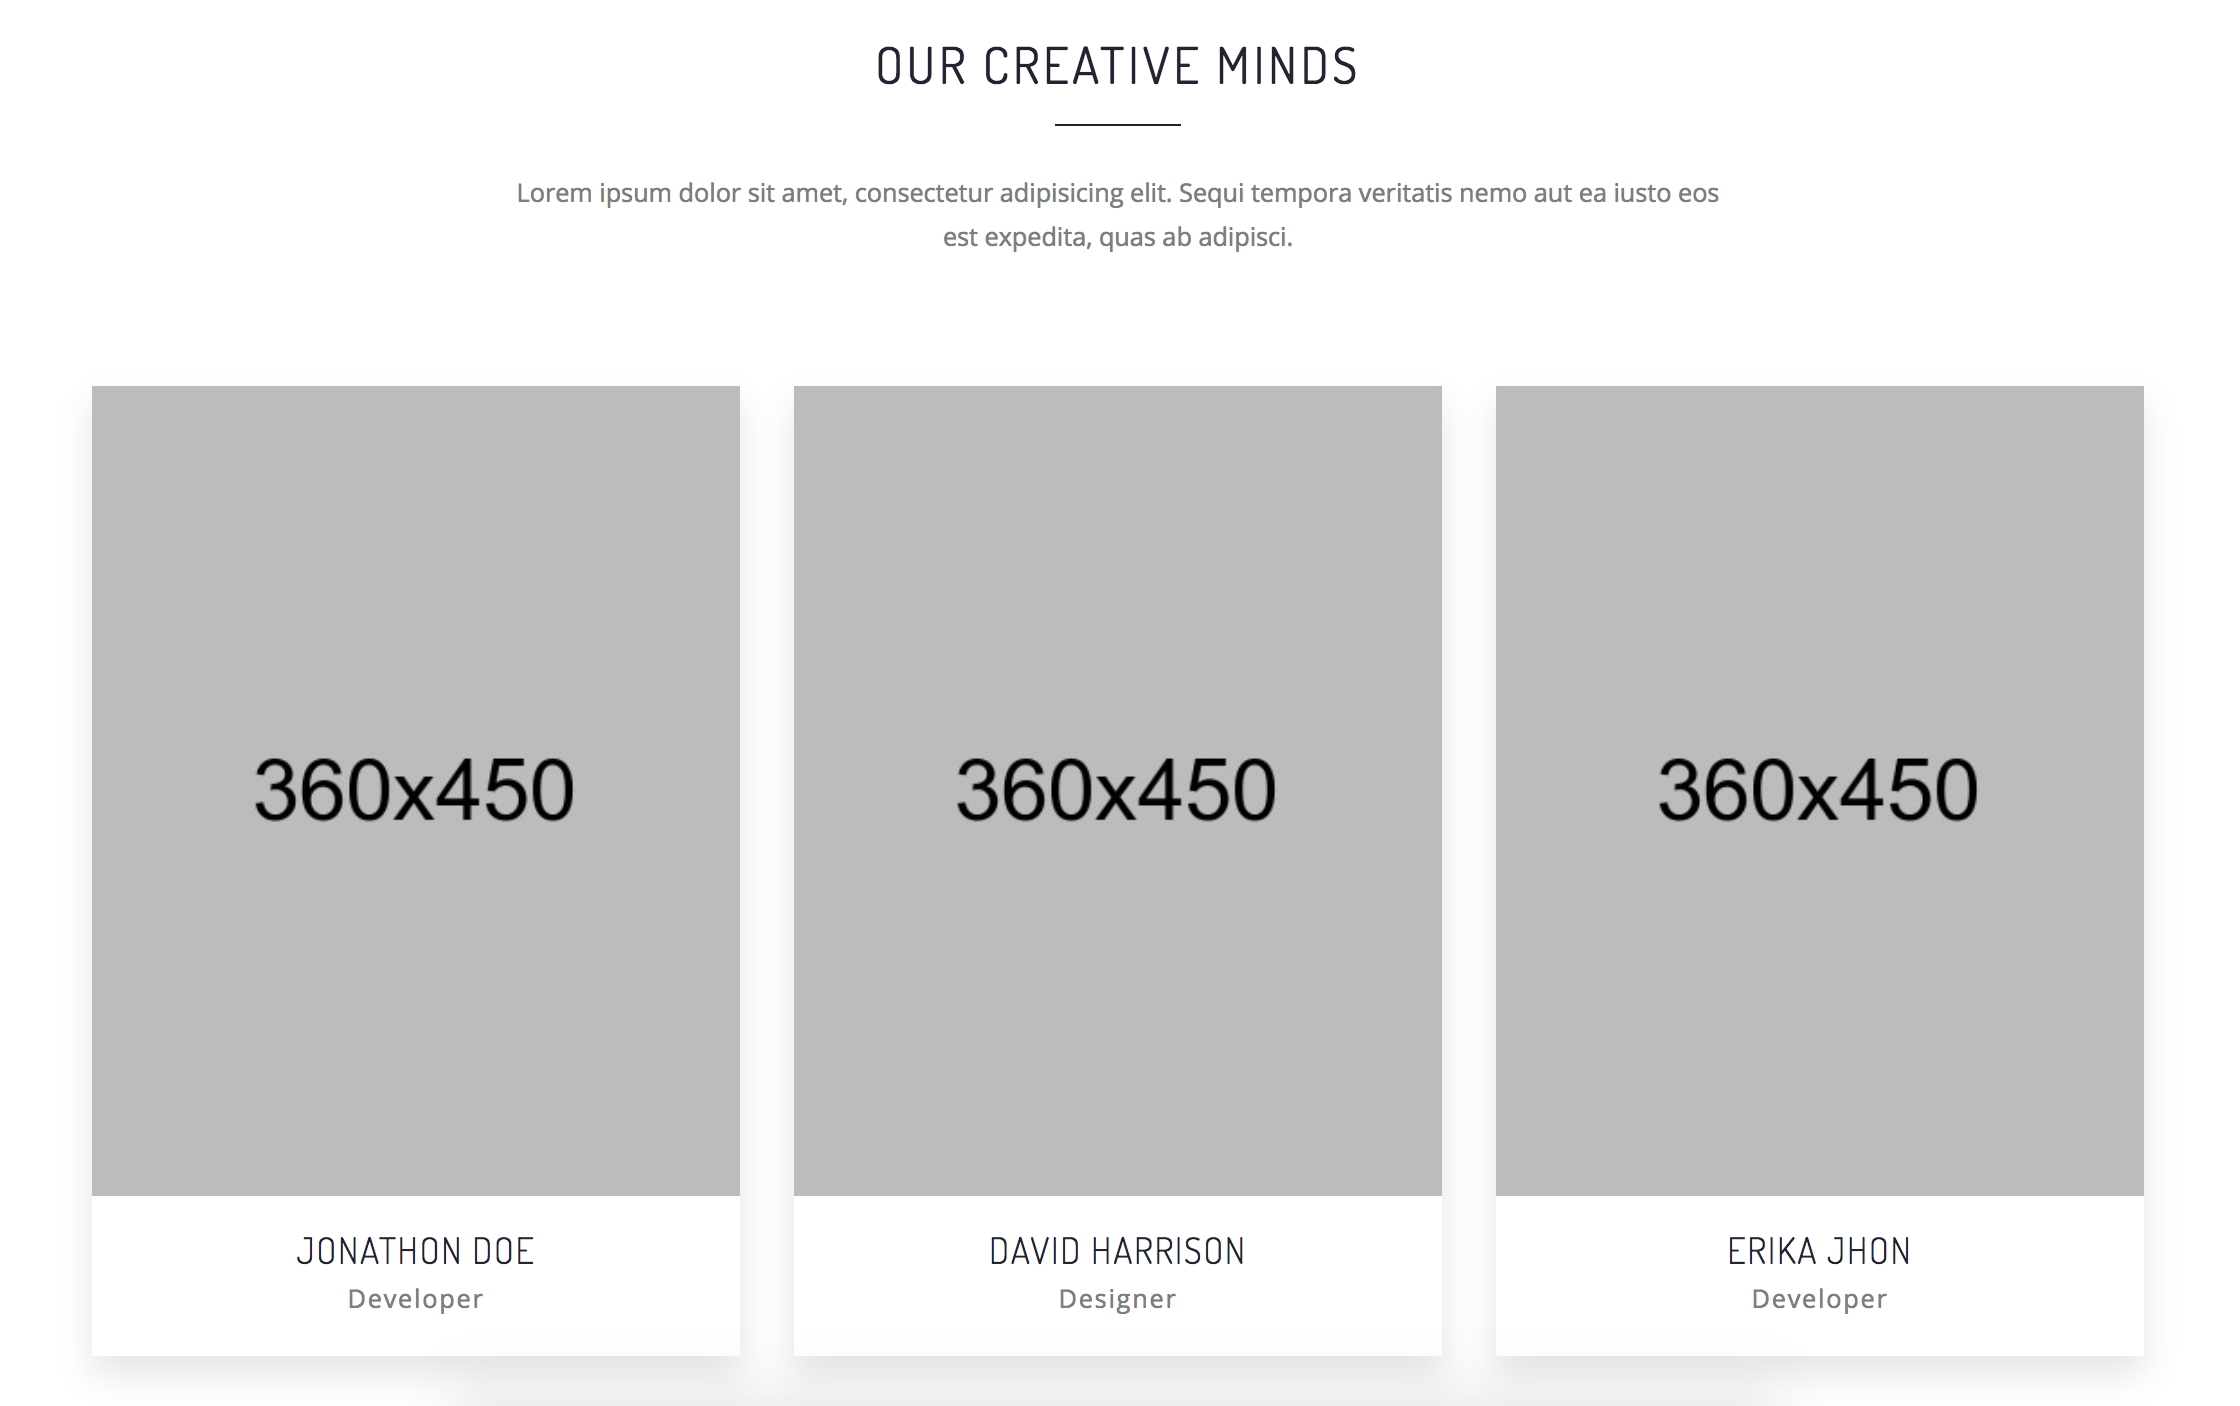 OUR CREATIVE MINDS
Lorem ipsum dolor sit amet, consectetur adipisicing elit. Sequi tempora veritatis nemo aut ea iusto eos
est expedita, quas ab adipisci.
360x450
360x450
360x450
JONATHON DOE
Developer
DAVID HARRISON
Designer
ERIKA JHON
Developer